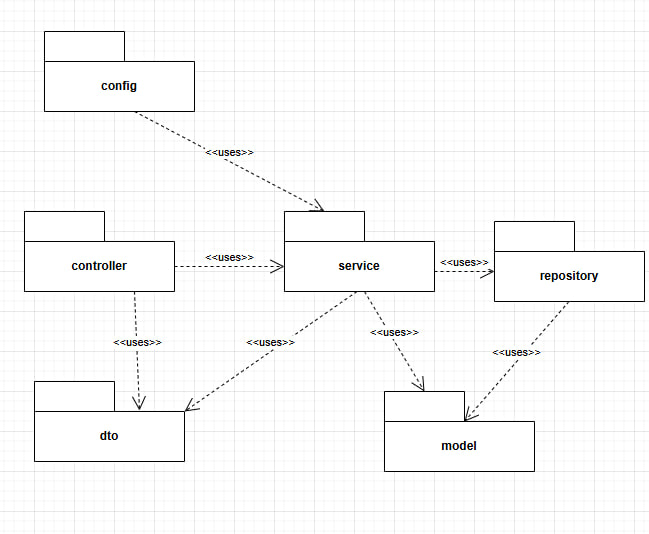 config
<<uses>>
controller
<<uses>>
service
<<uses>>
repository
<<uses>>
<<uses>>
<<uses>>
<<uses>>
dto
model